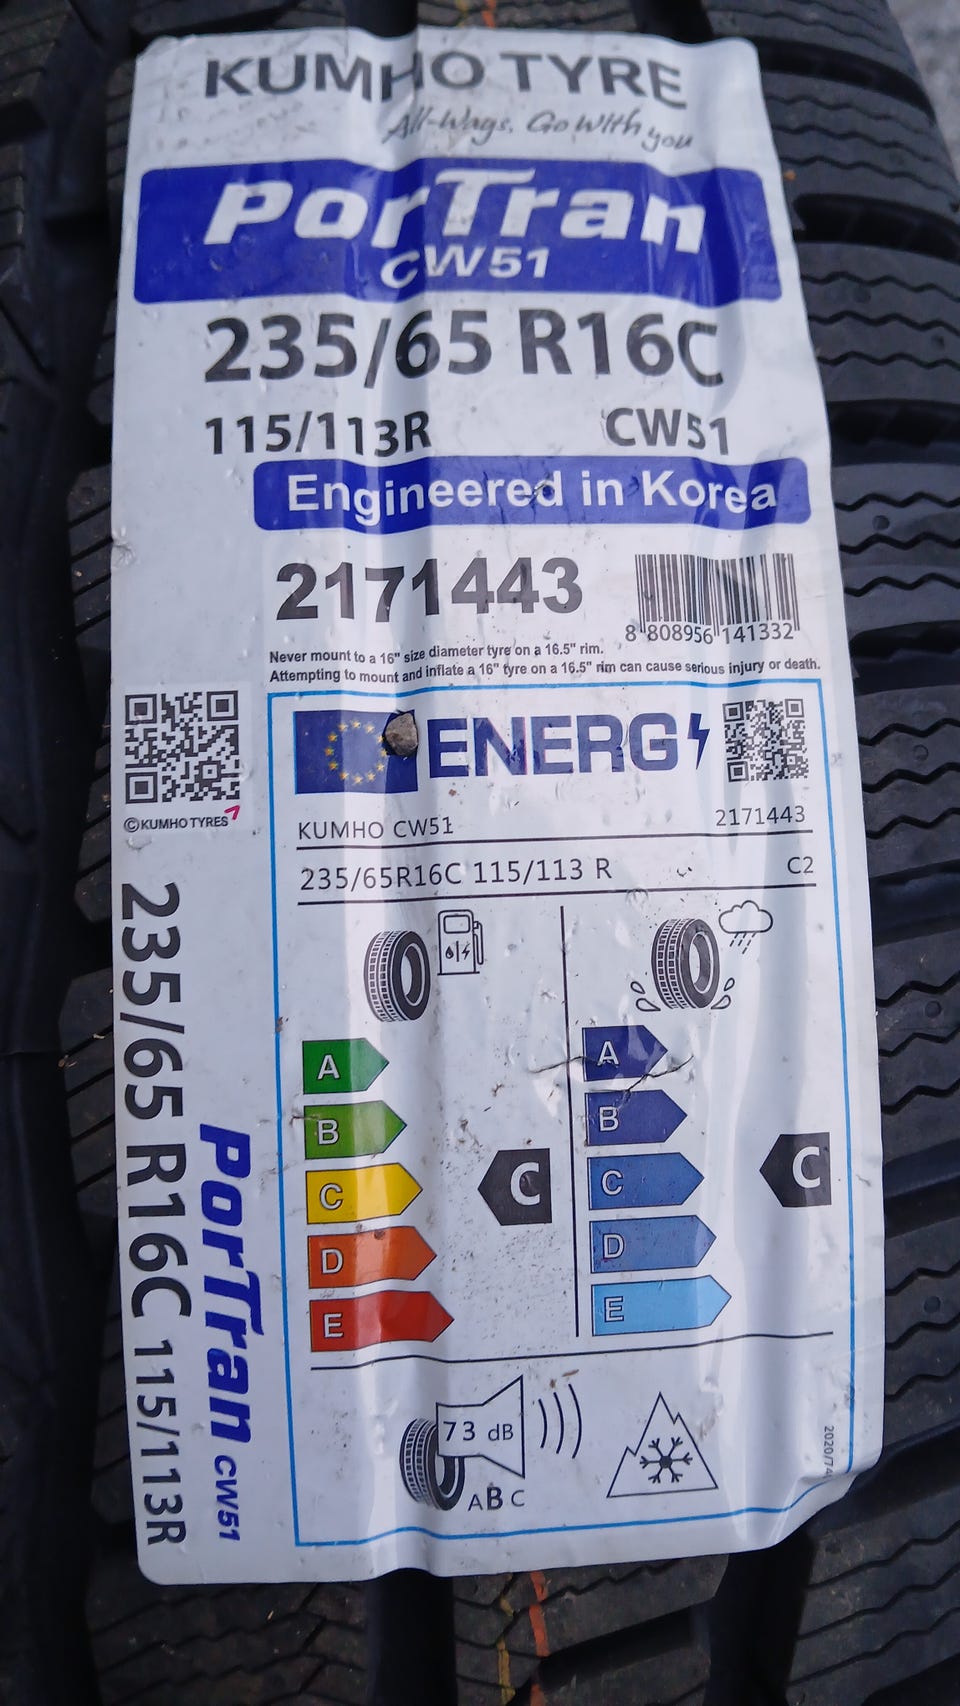 KUMHO TYRE
All-Ways, Go With you
PorTran
CW51
235/65 R16C
115/113R CW51
Engineered in Korea
2171443
8 808956 141332
Never mount to a 16" size diameter tyre on a 16.5" rim.
Attempting to mount and inflate a 16" tyre on a 16.5" rim can cause serious injury or death.
ENERG
©KUMHO TYRES
KUMHO CW51 2171443
235/65R16C 115/113 R C2
A
B
C
D
E
C
A
B
C
D
E
C
73 dB
ABC
235/65 R16C 115/113R
PorTran CW51